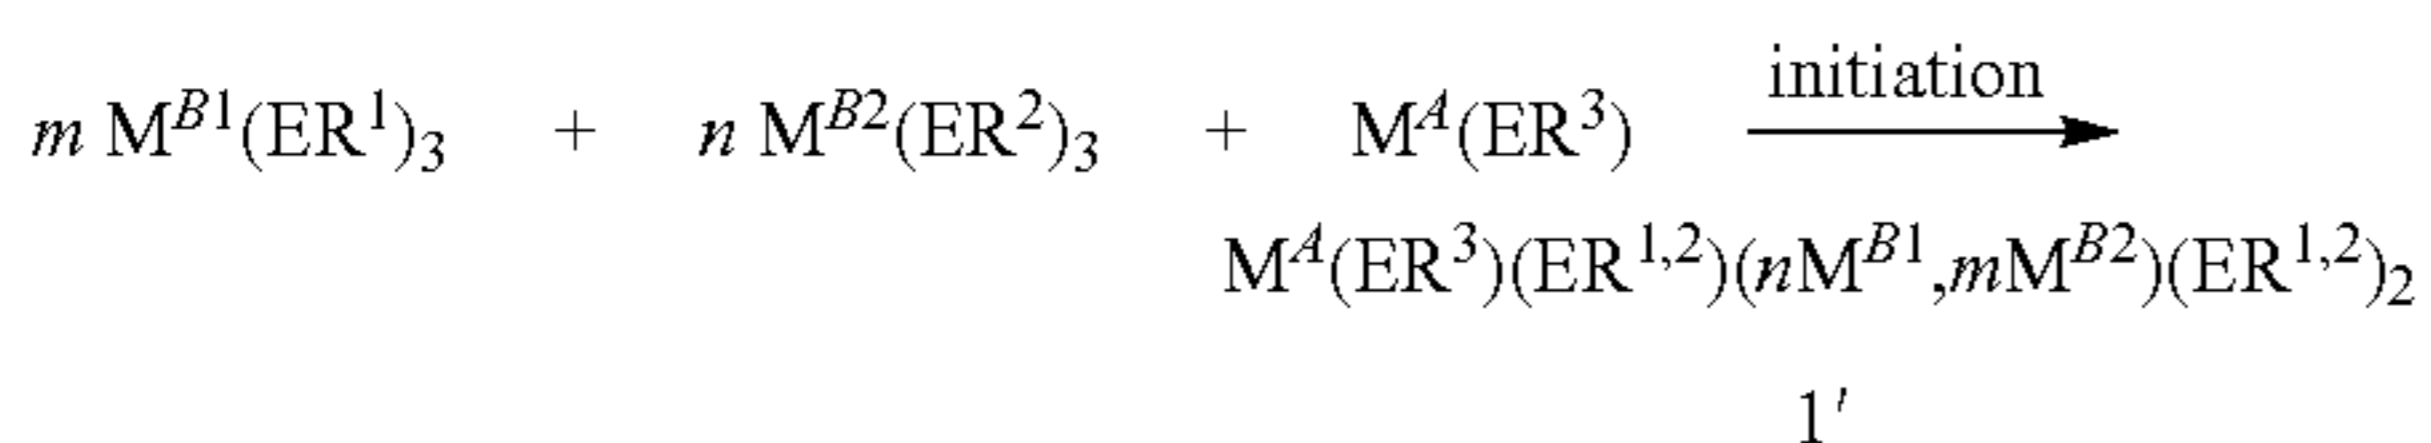 initiation
m M^{B1}(ER^1)_3 + n M^{B2}(ER^2)_3 + M^A(ER^3)
M^A(ER^3)(ER^{1,2})(nM^{B1},mM^{B2})(ER^{1,2})_2
1′